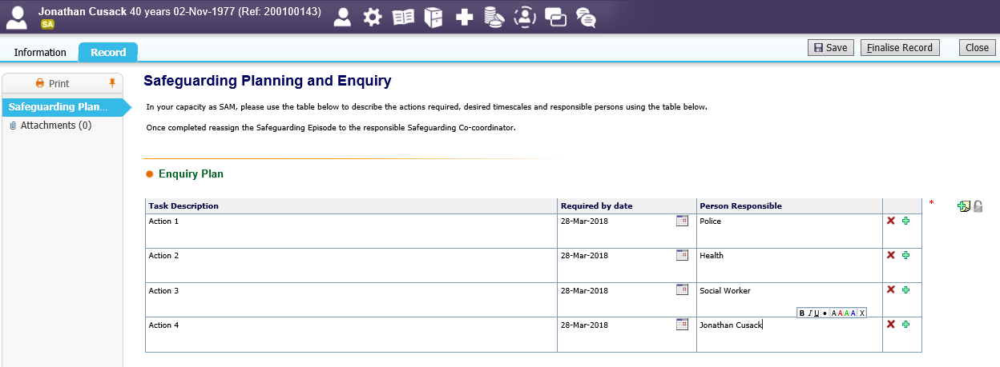 Jonathan Cusack 40 years 02-Nov-1977 (Ref: 200100143)
SA
Information Record
Save Finalise Record Close
Print
Safeguarding Plan...
Attachments (0)
Safeguarding Planning and Enquiry
In your capacity as SAM, please use the table below to describe the actions required, desired timescales and responsible persons using the table below.
Once completed reassign the Safeguarding Episode to the responsible Safeguarding Co-coordinator.
Enquiry Plan
Task Description Required by date Person Responsible *
Action 1 28-Mar-2018 Police
Action 2 28-Mar-2018 Health
Action 3 28-Mar-2018 Social Worker
B I U • A A A A X
Action 4 28-Mar-2018 Jonathan Cusack